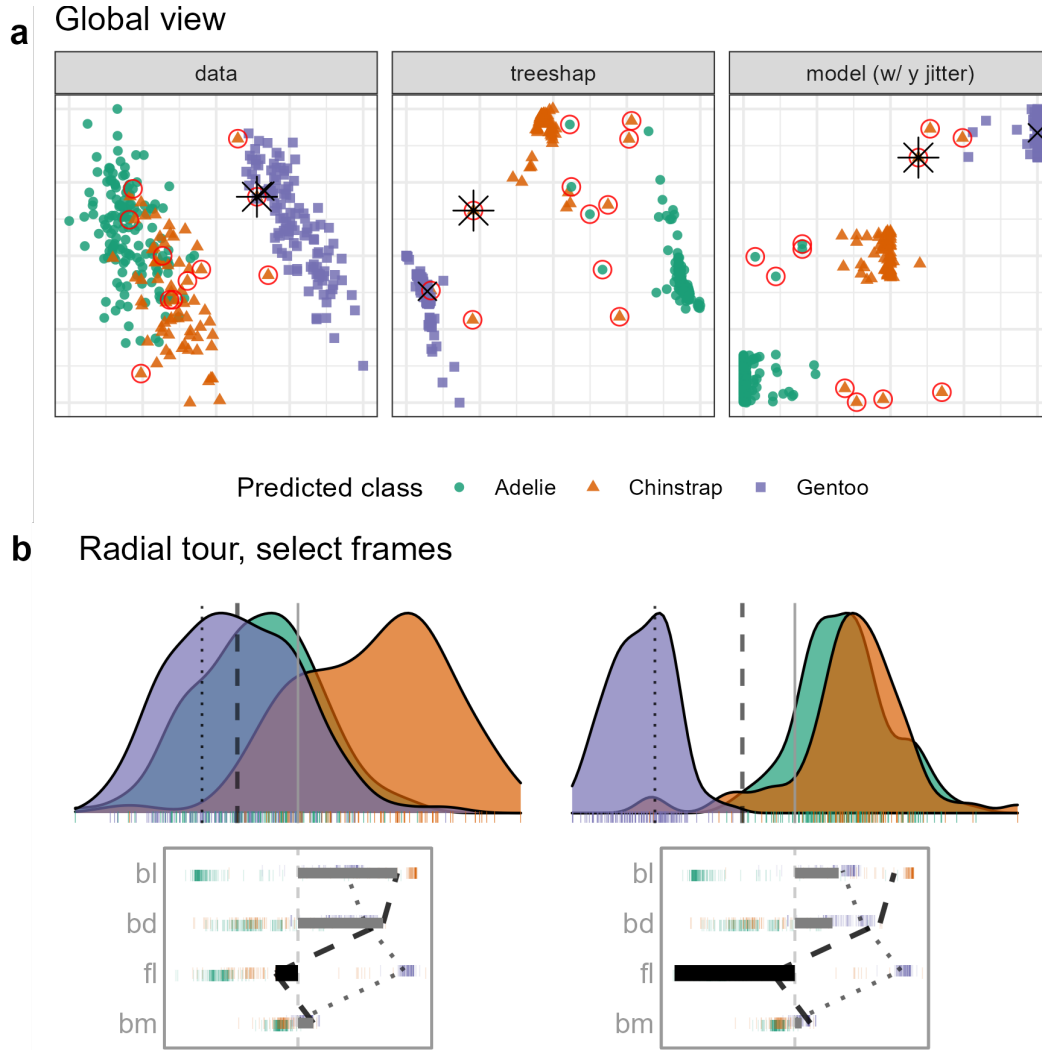 a Global view
data treeshap model (w/ y jitter)
Predicted class Adelie Chinstrap Gentoo
b Radial tour, select frames
bl bl
bd bd
fl fl
bm bm